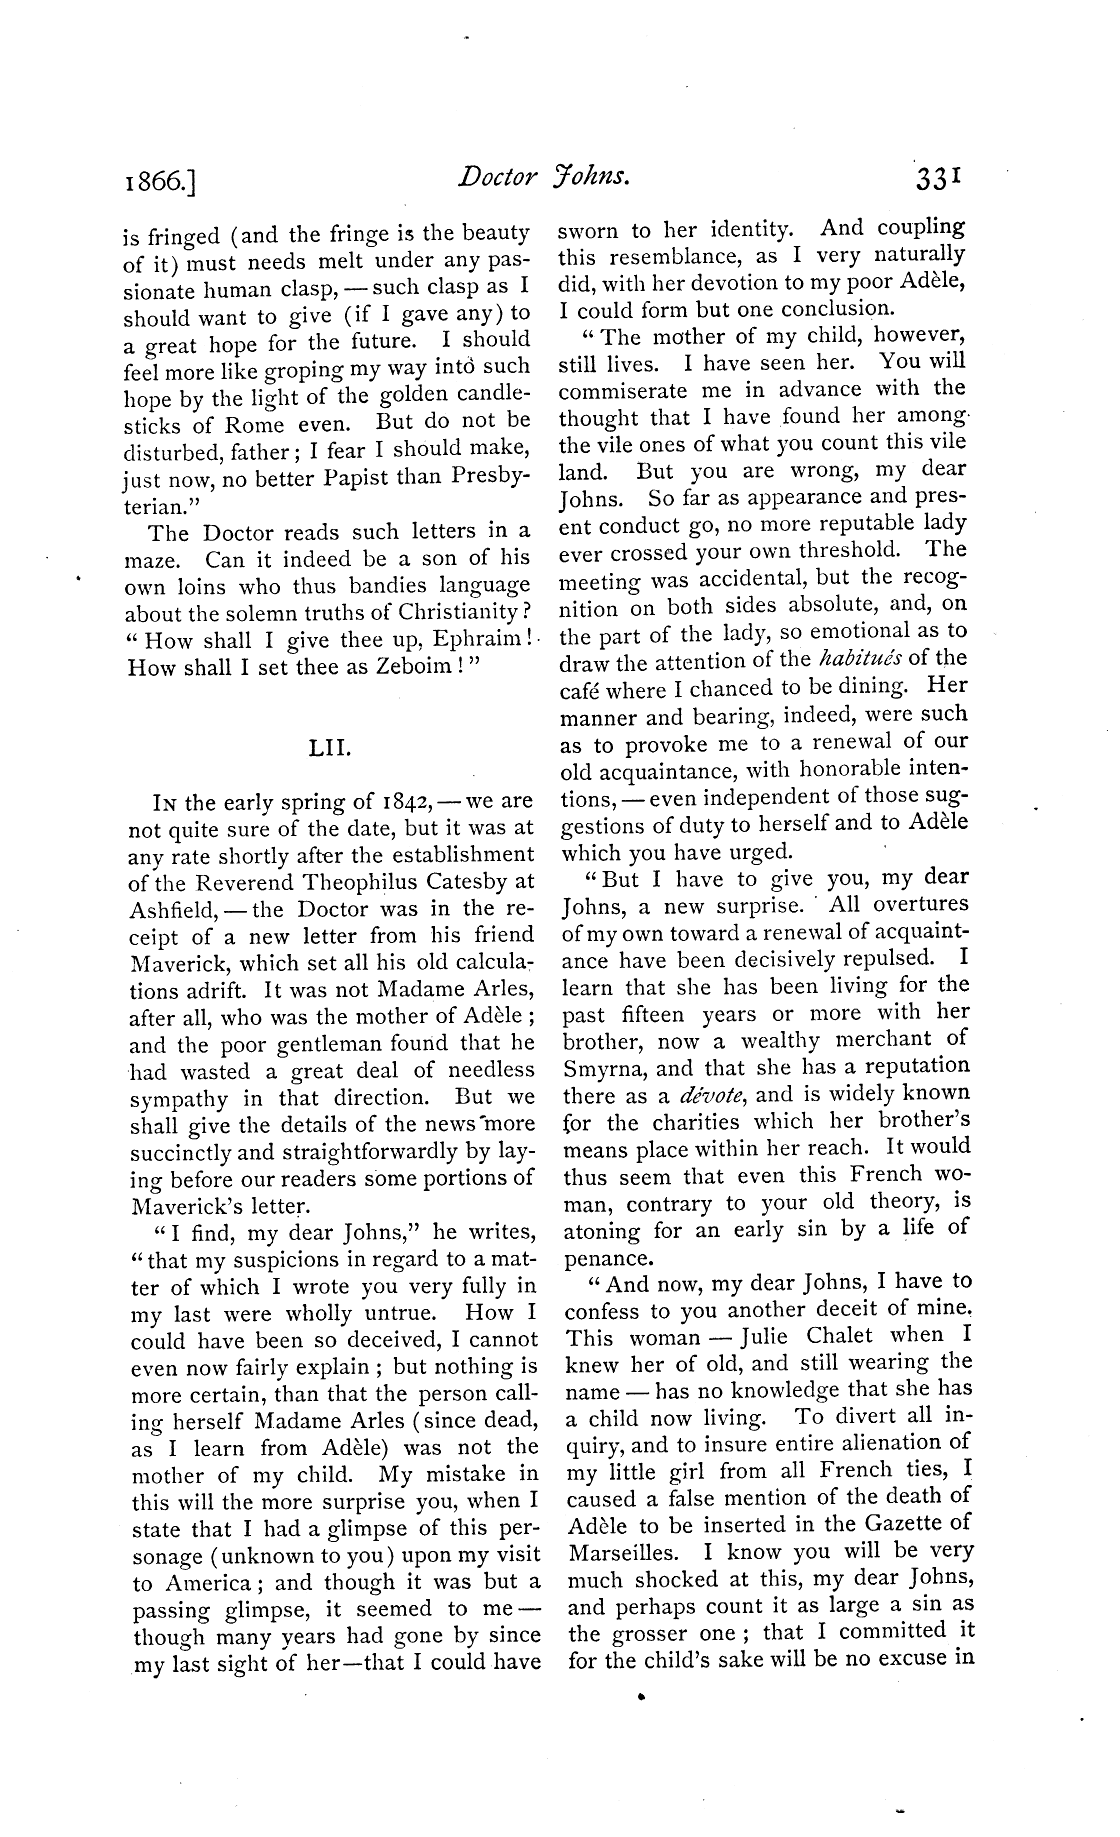 1866.] Doctor Johns. 331
is fringed (and the fringe is the beauty
of it) must needs melt under any pas-
sionate human clasp, — such clasp as I
should want to give (if I gave any) to
a great hope for the future. I should
feel more like groping my way into such
hope by the light of the golden candle-
sticks of Rome even. But do not be
disturbed, father ; I fear I should make,
just now, no better Papist than Presby-
terian.”
The Doctor reads such letters in a
maze. Can it indeed be a son of his
own loins who thus bandies language
about the solemn truths of Christianity ?
“ How shall I give thee up, Ephraim !
How shall I set thee as Zeboim ! ”
LII.
IN the early spring of 1842, — we are
not quite sure of the date, but it was at
any rate shortly after the establishment
of the Reverend Theophilus Catesby at
Ashfield, — the Doctor was in the re-
ceipt of a new letter from his friend
Maverick, which set all his old calcula-
tions adrift. It was not Madame Arles,
after all, who was the mother of Adèle ;
and the poor gentleman found that he
had wasted a great deal of needless
sympathy in that direction. But we
shall give the details of the news more
succinctly and straightforwardly by lay-
ing before our readers some portions of
Maverick's letter.
“ I find, my dear Johns,” he writes,
“ that my suspicions in regard to a mat-
ter of which I wrote you very fully in
my last were wholly untrue. How I
could have been so deceived, I cannot
even now fairly explain ; but nothing is
more certain, than that the person call-
ing herself Madame Arles (since dead,
as I learn from Adèle) was not the
mother of my child. My mistake in
this will the more surprise you, when I
state that I had a glimpse of this per-
sonage (unknown to you) upon my visit
to America ; and though it was but a
passing glimpse, it seemed to me —
though many years had gone by since
my last sight of her—that I could have
sworn to her identity. And coupling
this resemblance, as I very naturally
did, with her devotion to my poor Adèle,
I could form but one conclusion.
“ The mother of my child, however,
still lives. I have seen her. You will
commiserate me in advance with the
thought that I have found her among
the vile ones of what you count this vile
land. But you are wrong, my dear
Johns. So far as appearance and pres-
ent conduct go, no more reputable lady
ever crossed your own threshold. The
meeting was accidental, but the recog-
nition on both sides absolute, and, on
the part of the lady, so emotional as to
draw the attention of the habitués of the
café where I chanced to be dining. Her
manner and bearing, indeed, were such
as to provoke me to a renewal of our
old acquaintance, with honorable inten-
tions, — even independent of those sug-
gestions of duty to herself and to Adèle
which you have urged.
“ But I have to give you, my dear
Johns, a new surprise. All overtures
of my own toward a renewal of acquaint-
ance have been decisively repulsed. I
learn that she has been living for the
past fifteen years or more with her
brother, now a wealthy merchant of
Smyrna, and that she has a reputation
there as a dévote, and is widely known
for the charities which her brother's
means place within her reach. It would
thus seem that even this French wo-
man, contrary to your old theory, is
atoning for an early sin by a life of
penance.
“ And now, my dear Johns, I have to
confess to you another deceit of mine.
This woman — Julie Chalet when I
knew her of old, and still wearing the
name — has no knowledge that she has
a child now living. To divert all in-
quiry, and to insure entire alienation of
my little girl from all French ties, I
caused a false mention of the death of
Adèle to be inserted in the Gazette of
Marseilles. I know you will be very
much shocked at this, my dear Johns,
and perhaps count it as large a sin as
the grosser one ; that I committed it
for the child's sake will be no excuse in